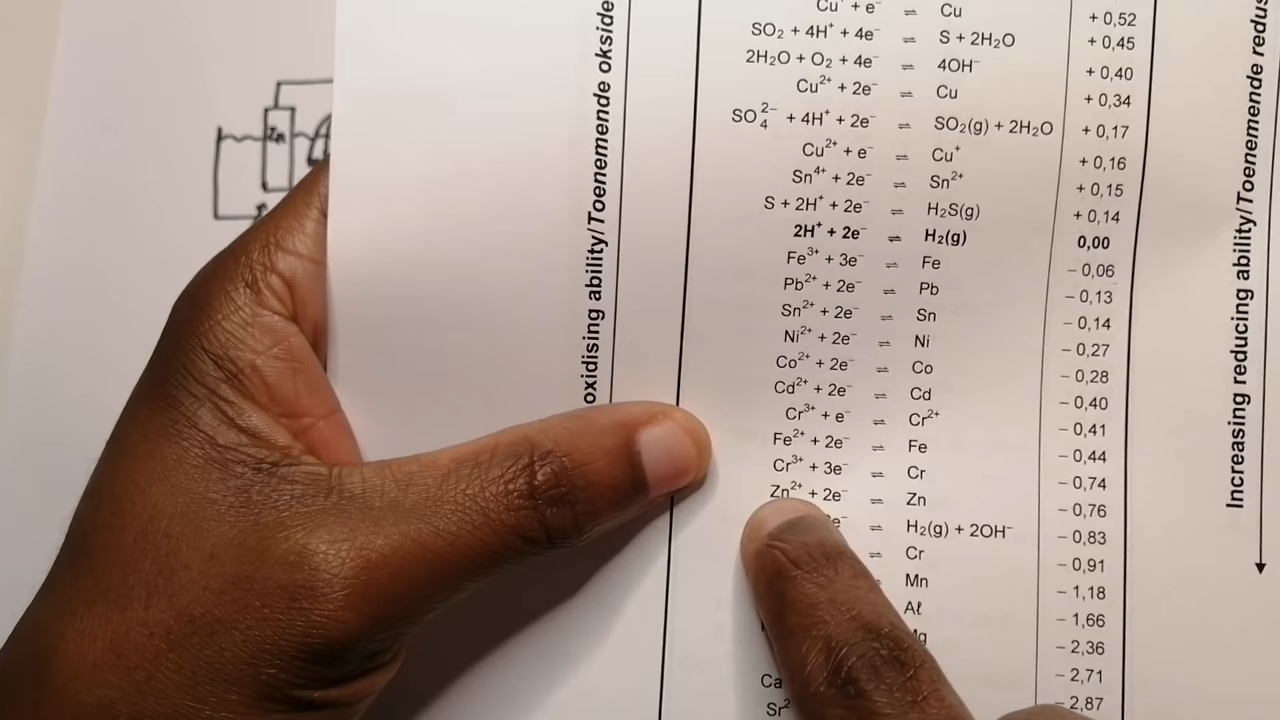 Zn
oxidising ability/Toenemende okside
Cu⁺ + e⁻ ⇌ Cu + 0,52
SO₂ + 4H⁺ + 4e⁻ ⇌ S + 2H₂O + 0,45
2H₂O + O₂ + 4e⁻ ⇌ 4OH⁻ + 0,40
Cu²⁺ + 2e⁻ ⇌ Cu + 0,34
SO₄²⁻ + 4H⁺ + 2e⁻ ⇌ SO₂(g) + 2H₂O + 0,17
Cu²⁺ + e⁻ ⇌ Cu⁺ + 0,16
Sn⁴⁺ + 2e⁻ ⇌ Sn²⁺ + 0,15
S + 2H⁺ + 2e⁻ ⇌ H₂S(g) + 0,14
2H⁺ + 2e⁻ ⇌ H₂(g) 0,00
Fe³⁺ + 3e⁻ ⇌ Fe − 0,06
Pb²⁺ + 2e⁻ ⇌ Pb − 0,13
Sn²⁺ + 2e⁻ ⇌ Sn − 0,14
Ni²⁺ + 2e⁻ ⇌ Ni − 0,27
Co²⁺ + 2e⁻ ⇌ Co − 0,28
Cd²⁺ + 2e⁻ ⇌ Cd − 0,40
Cr³⁺ + e⁻ ⇌ Cr²⁺ − 0,41
Fe²⁺ + 2e⁻ ⇌ Fe − 0,44
Cr³⁺ + 3e⁻ ⇌ Cr − 0,74
Zn²⁺ + 2e⁻ ⇌ Zn − 0,76
e⁻ ⇌ H₂(g) + 2OH⁻ − 0,83
⇌ Cr − 0,91
Mn − 1,18
Aℓ − 1,66
− 2,36
− 2,71
Ca − 2,87
Sr²
Increasing reducing ability/Toenemende redus